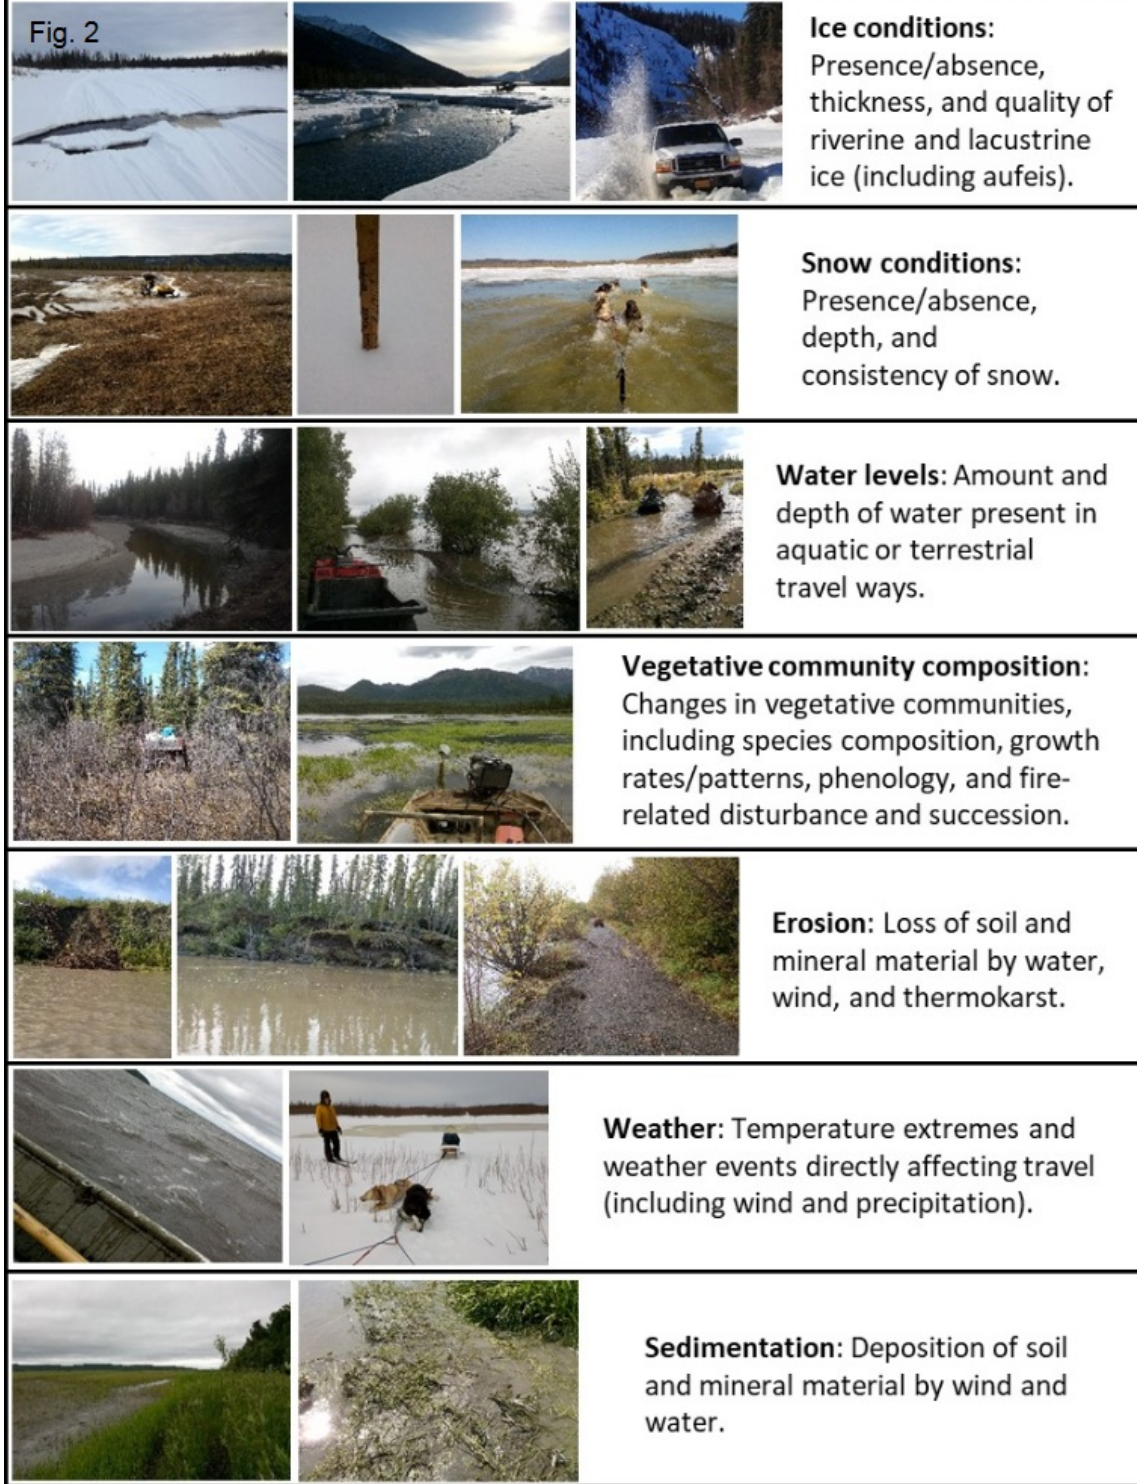 Fig. 2
Ice conditions:
Presence/absence,
thickness, and quality of
riverine and lacustrine
ice (including aufeis).
Snow conditions:
Presence/absence,
depth, and
consistency of snow.
Water levels: Amount and
depth of water present in
aquatic or terrestrial
travel ways.
Vegetative community composition:
Changes in vegetative communities,
including species composition, growth
rates/patterns, phenology, and fire-
related disturbance and succession.
Erosion: Loss of soil and
mineral material by water,
wind, and thermokarst.
Weather: Temperature extremes and
weather events directly affecting travel
(including wind and precipitation).
Sedimentation: Deposition of soil
and mineral material by wind and
water.